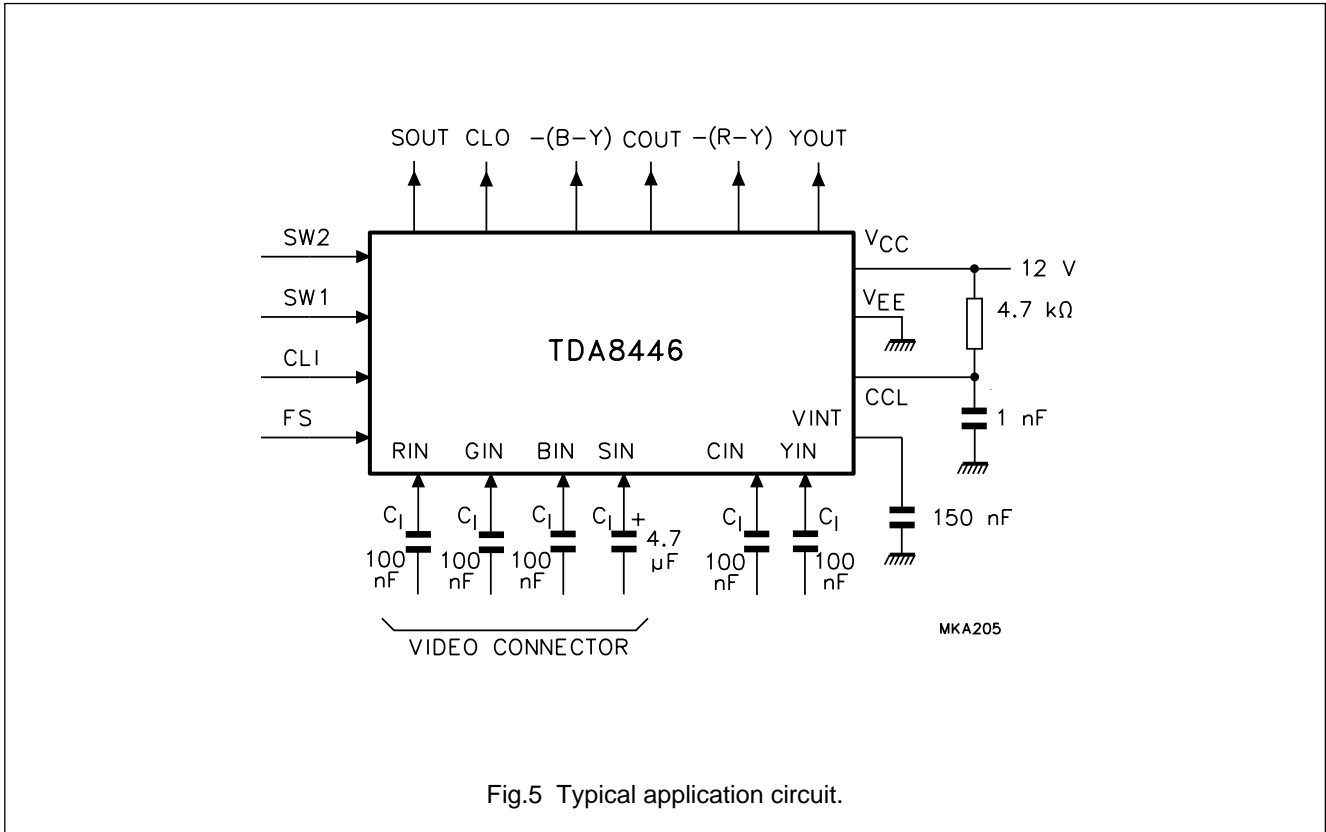 SOUT CLO −(B−Y) COUT −(R−Y) YOUT
SW2
VCC
12 V
SW1
VEE
4.7 kΩ
TDA8446
CLI
CCL
FS
VINT
1 nF
RIN GIN BIN SIN CIN YIN
CI CI CI CI + CI CI
150 nF
100 nF
100 nF
100 nF
4.7 µF
100 nF
100 nF
VIDEO CONNECTOR
MKA205
Fig.5 Typical application circuit.